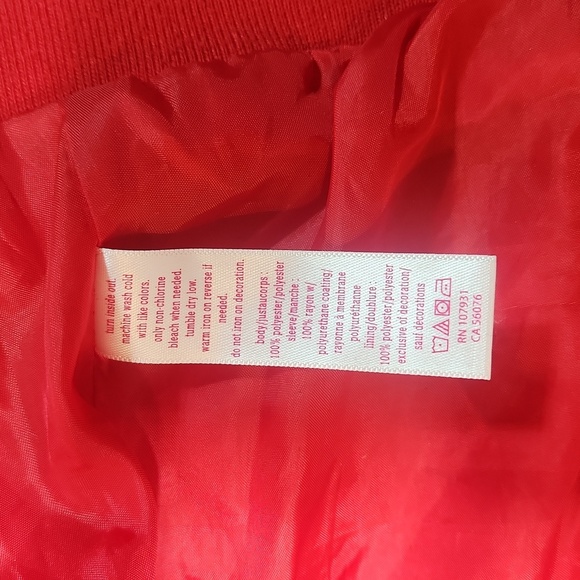 turn inside out.
machine wash cold
with like colors.
only non-chlorine
bleach when needed.
tumble dry low.
warm iron on reverse if
needed.
do not iron on decoration.
body/justaucorps :
100% polyester/polyester
sleeve/manche :
100% rayon w/
polyurethane coating/
rayonne à membrane
polyuréthanne
lining/doublure :
100% polyester/polyester
exclusive of decoration/
sauf décorations
RN 107931
CA 56076